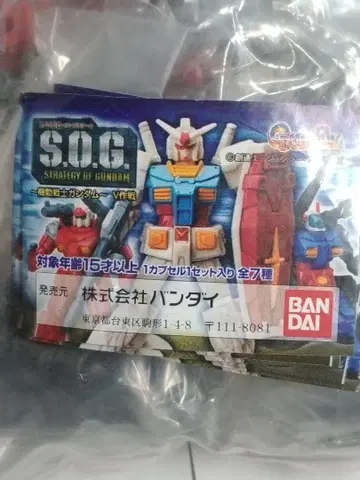 S.O.G.
STRATEGY OF GUNDAM
～機動戦士ガンダム～ V作戦
対象年齢15才以上 1カプセル1セット入り 全7種
発売元 株式会社バンダイ
東京都台東区駒形1-4-8 〒111-8081
BAN
DAI